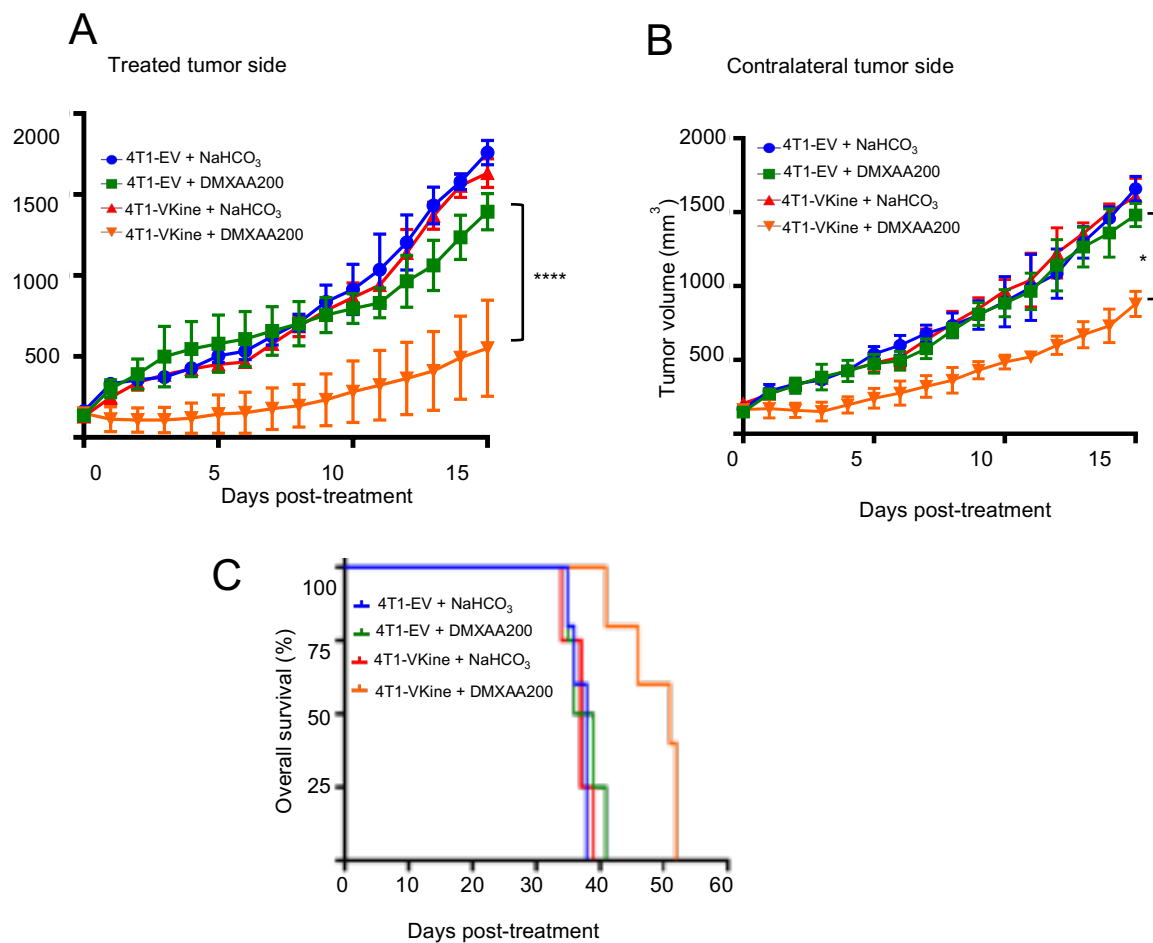 A
Treated tumor side
2000
1500
1000
500
4T1-EV + NaHCO₃
4T1-EV + DMXAA200
4T1-VKine + NaHCO₃
4T1-VKine + DMXAA200
****
0 5 10 15
Days post-treatment
B
Contralateral tumor side
Tumor volume (mm³)
2000
1500
1000
500
0
4T1-EV + NaHCO₃
4T1-EV + DMXAA200
4T1-VKine + NaHCO₃
4T1-VKine + DMXAA200
*
0 5 10 15
Days post-treatment
C
Overall survival (%)
100
75
50
25
4T1-EV + NaHCO₃
4T1-EV + DMXAA200
4T1-VKine + NaHCO₃
4T1-VKine + DMXAA200
0 10 20 30 40 50 60
Days post-treatment